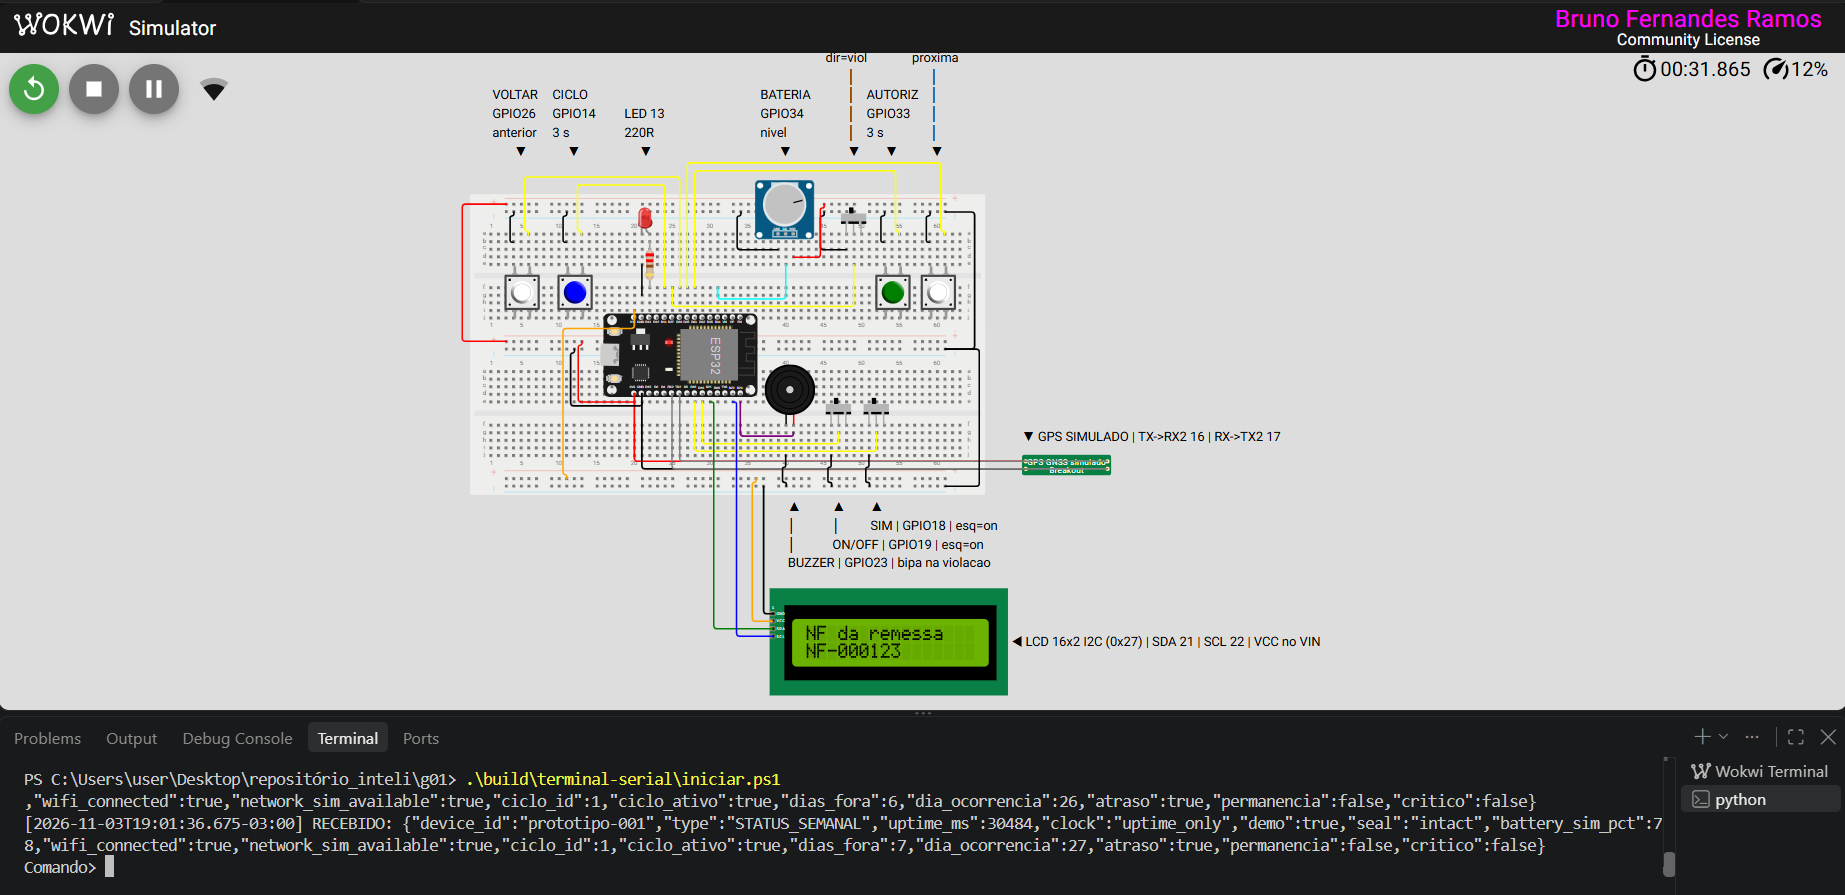 WOKWi Simulator
Bruno Fernandes Ramos
Community License
00:31.865 12%
dir=viol proxima
VOLTAR CICLO BATERIA AUTORIZ
GPIO26 GPIO14 LED 13 GPIO34 GPIO33
anterior 3 s 220R nivel 3 s
ESP32
▼ GPS SIMULADO | TX->RX2 16 | RX->TX2 17
GPS GNSS simulado
Breakout
SIM | GPIO18 | esq=on
ON/OFF | GPIO19 | esq=on
BUZZER | GPIO23 | bipa na violacao
NF da remessa
NF-000123
◀ LCD 16x2 I2C (0x27) | SDA 21 | SCL 22 | VCC no VIN
Problems Output Debug Console Terminal Ports
PS C:\Users\user\Desktop\repositório_inteli\g01> .\build\terminal-serial\iniciar.ps1
,"wifi_connected":true,"network_sim_available":true,"ciclo_id":1,"ciclo_ativo":true,"dias_fora":6,"dia_ocorrencia":26,"atraso":true,"permanencia":false,"critico":false}
[2026-11-03T19:01:36.675-03:00] RECEBIDO: {"device_id":"prototipo-001","type":"STATUS_SEMANAL","uptime_ms":30484,"clock":"uptime_only","demo":true,"seal":"intact","battery_sim_pct":7
8,"wifi_connected":true,"network_sim_available":true,"ciclo_id":1,"ciclo_ativo":true,"dias_fora":7,"dia_ocorrencia":27,"atraso":true,"permanencia":false,"critico":false}
Comando>
Wokwi Terminal
python